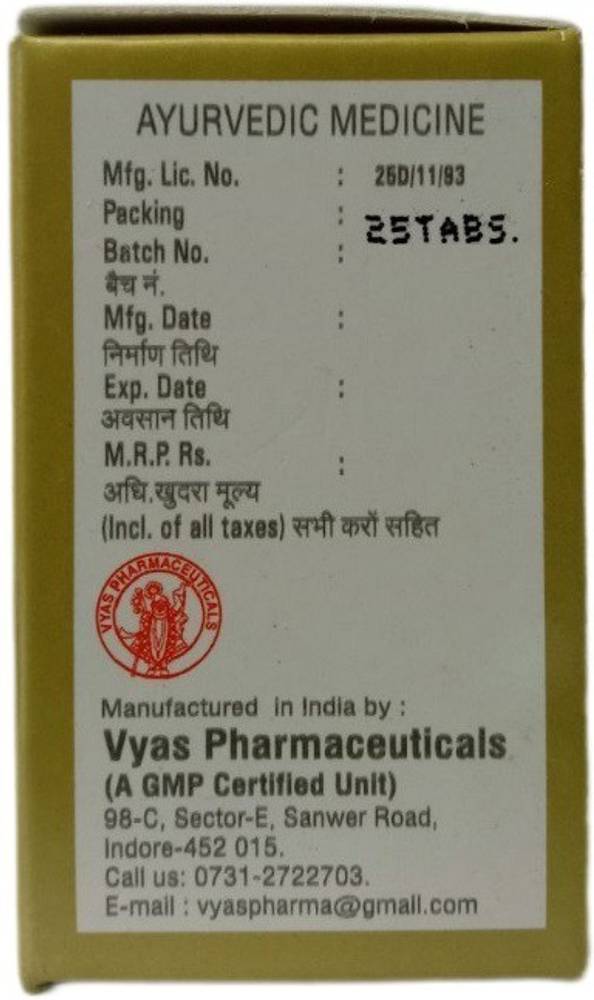 AYURVEDIC MEDICINE
Mfg. Lic. No. : 25D/11/93
Packing : 25TABS.
Batch No. :
बैच नं.
Mfg. Date :
निर्माण तिथि
Exp. Date :
अवसान तिथि
M.R.P. Rs. :
अधि.खुदरा मूल्य
(Incl. of all taxes) सभी करों सहित
VYAS PHARMACEUTICALS
Manufactured in India by :
Vyas Pharmaceuticals
(A GMP Certified Unit)
98-C, Sector-E, Sanwer Road,
Indore-452 015.
Call us: 0731-2722703.
E-mail : vyaspharma@gmail.com